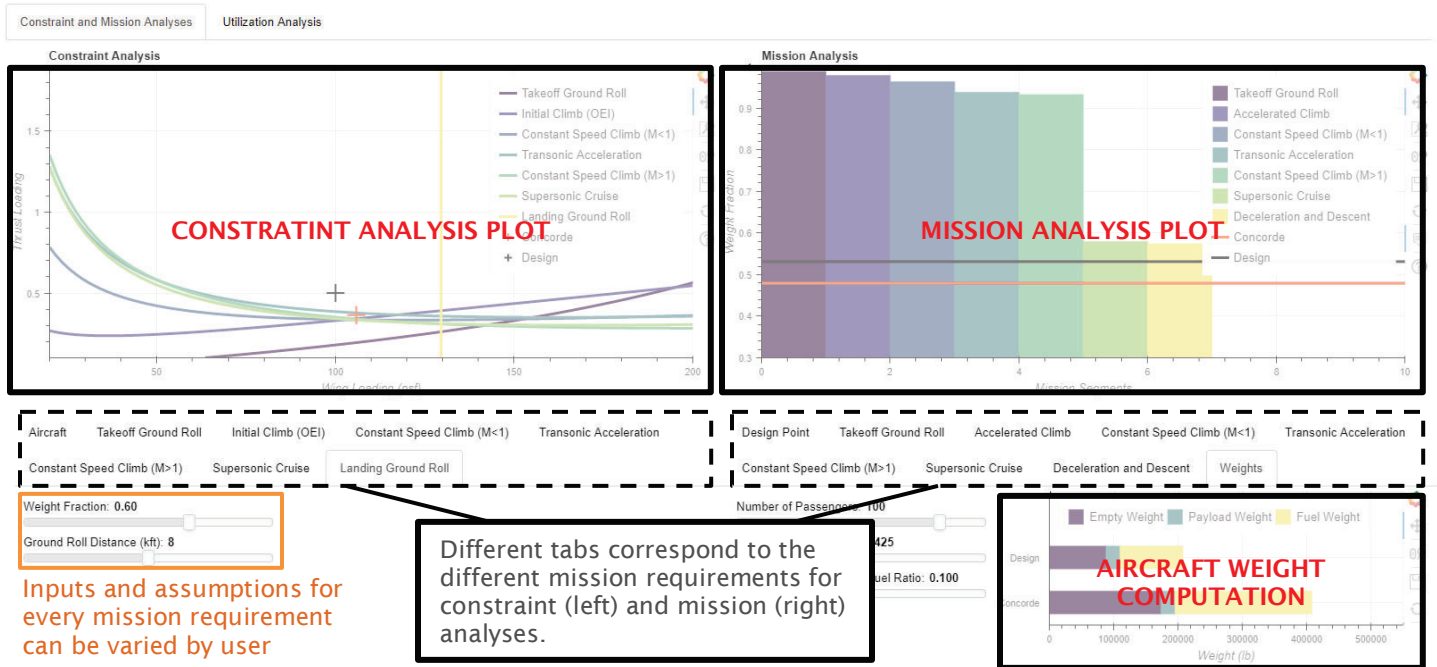 Constraint and Mission Analyses
Utilization Analysis
Constraint Analysis
1.5
1
0.5
50
100
150
200
Thrust Loading
Wing Loading (psf)
Takeoff Ground Roll
Initial Climb (OEI)
Constant Speed Climb (M<1)
Transonic Acceleration
Constant Speed Climb (M>1)
Supersonic Cruise
Landing Ground Roll
Concorde
Design
CONSTRATINT ANALYSIS PLOT
Mission Analysis
0.9
0.8
0.7
0.6
0.5
0.4
0.3
0
2
4
6
8
10
Weight Fraction
Mission Segments
Takeoff Ground Roll
Accelerated Climb
Constant Speed Climb (M<1)
Transonic Acceleration
Constant Speed Climb (M>1)
Supersonic Cruise
Deceleration and Descent
Concorde
Design
MISSION ANALYSIS PLOT
Aircraft Takeoff Ground Roll Initial Climb (OEI) Constant Speed Climb (M<1) Transonic Acceleration
Constant Speed Climb (M>1) Supersonic Cruise Landing Ground Roll
Design Point Takeoff Ground Roll Accelerated Climb Constant Speed Climb (M<1) Transonic Acceleration
Constant Speed Climb (M>1) Supersonic Cruise Deceleration and Descent Weights
Weight Fraction: 0.60
Ground Roll Distance (kft): 8
Inputs and assumptions for
every mission requirement
can be varied by user
Different tabs correspond to the
different mission requirements for
constraint (left) and mission (right)
analyses.
Number of Passengers: 100
425
uel Ratio: 0.100
Empty Weight Payload Weight Fuel Weight
Design
Concorde
AIRCRAFT WEIGHT
COMPUTATION
0
100000
200000
300000
400000
500000
Weight (lb)